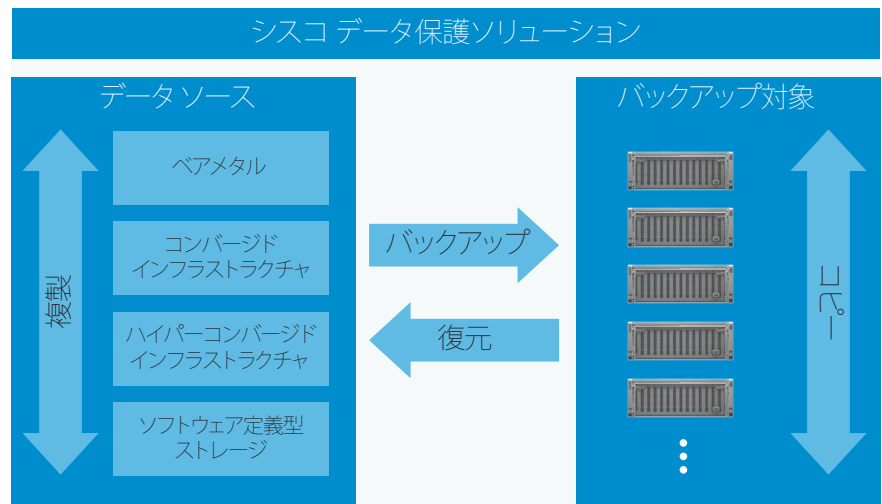 シスコ データ保護ソリューション
データ ソース
バックアップ対象
ベアメタル
コンバージド
インフラストラクチャ
ハイパーコンバージド
インフラストラクチャ
ソフトウェア定義型
ストレージ
複製
バックアップ
復元
コピー